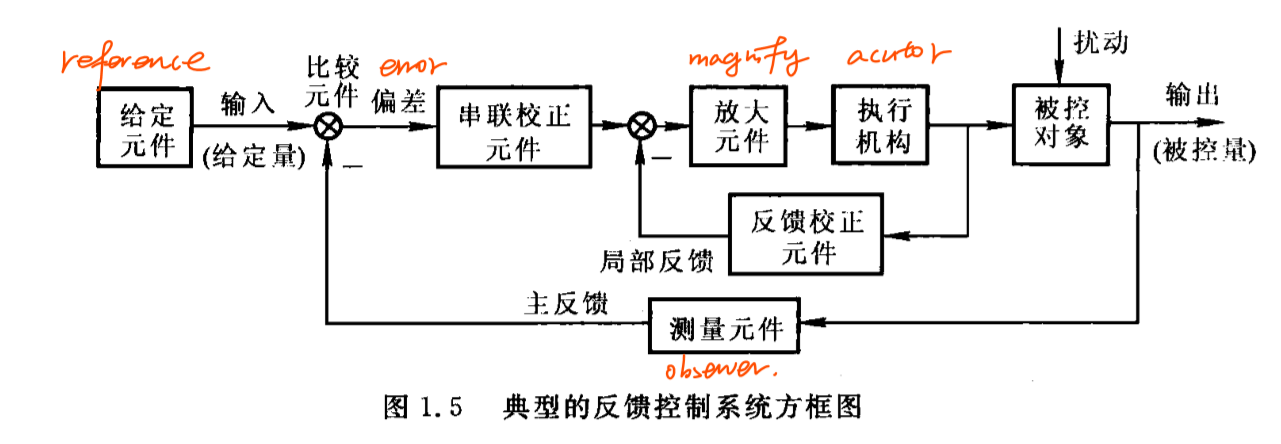 reference
error
magnify
acutor
扰动
比较
元件
偏差
给定
元件
输入
(给定量)
串联校正
元件
放大
元件
执行
机构
被控
对象
输出
(被控量)
−
−
反馈校正
元件
局部反馈
主反馈
测量元件
observer.
图 1.5 典型的反馈控制系统方框图